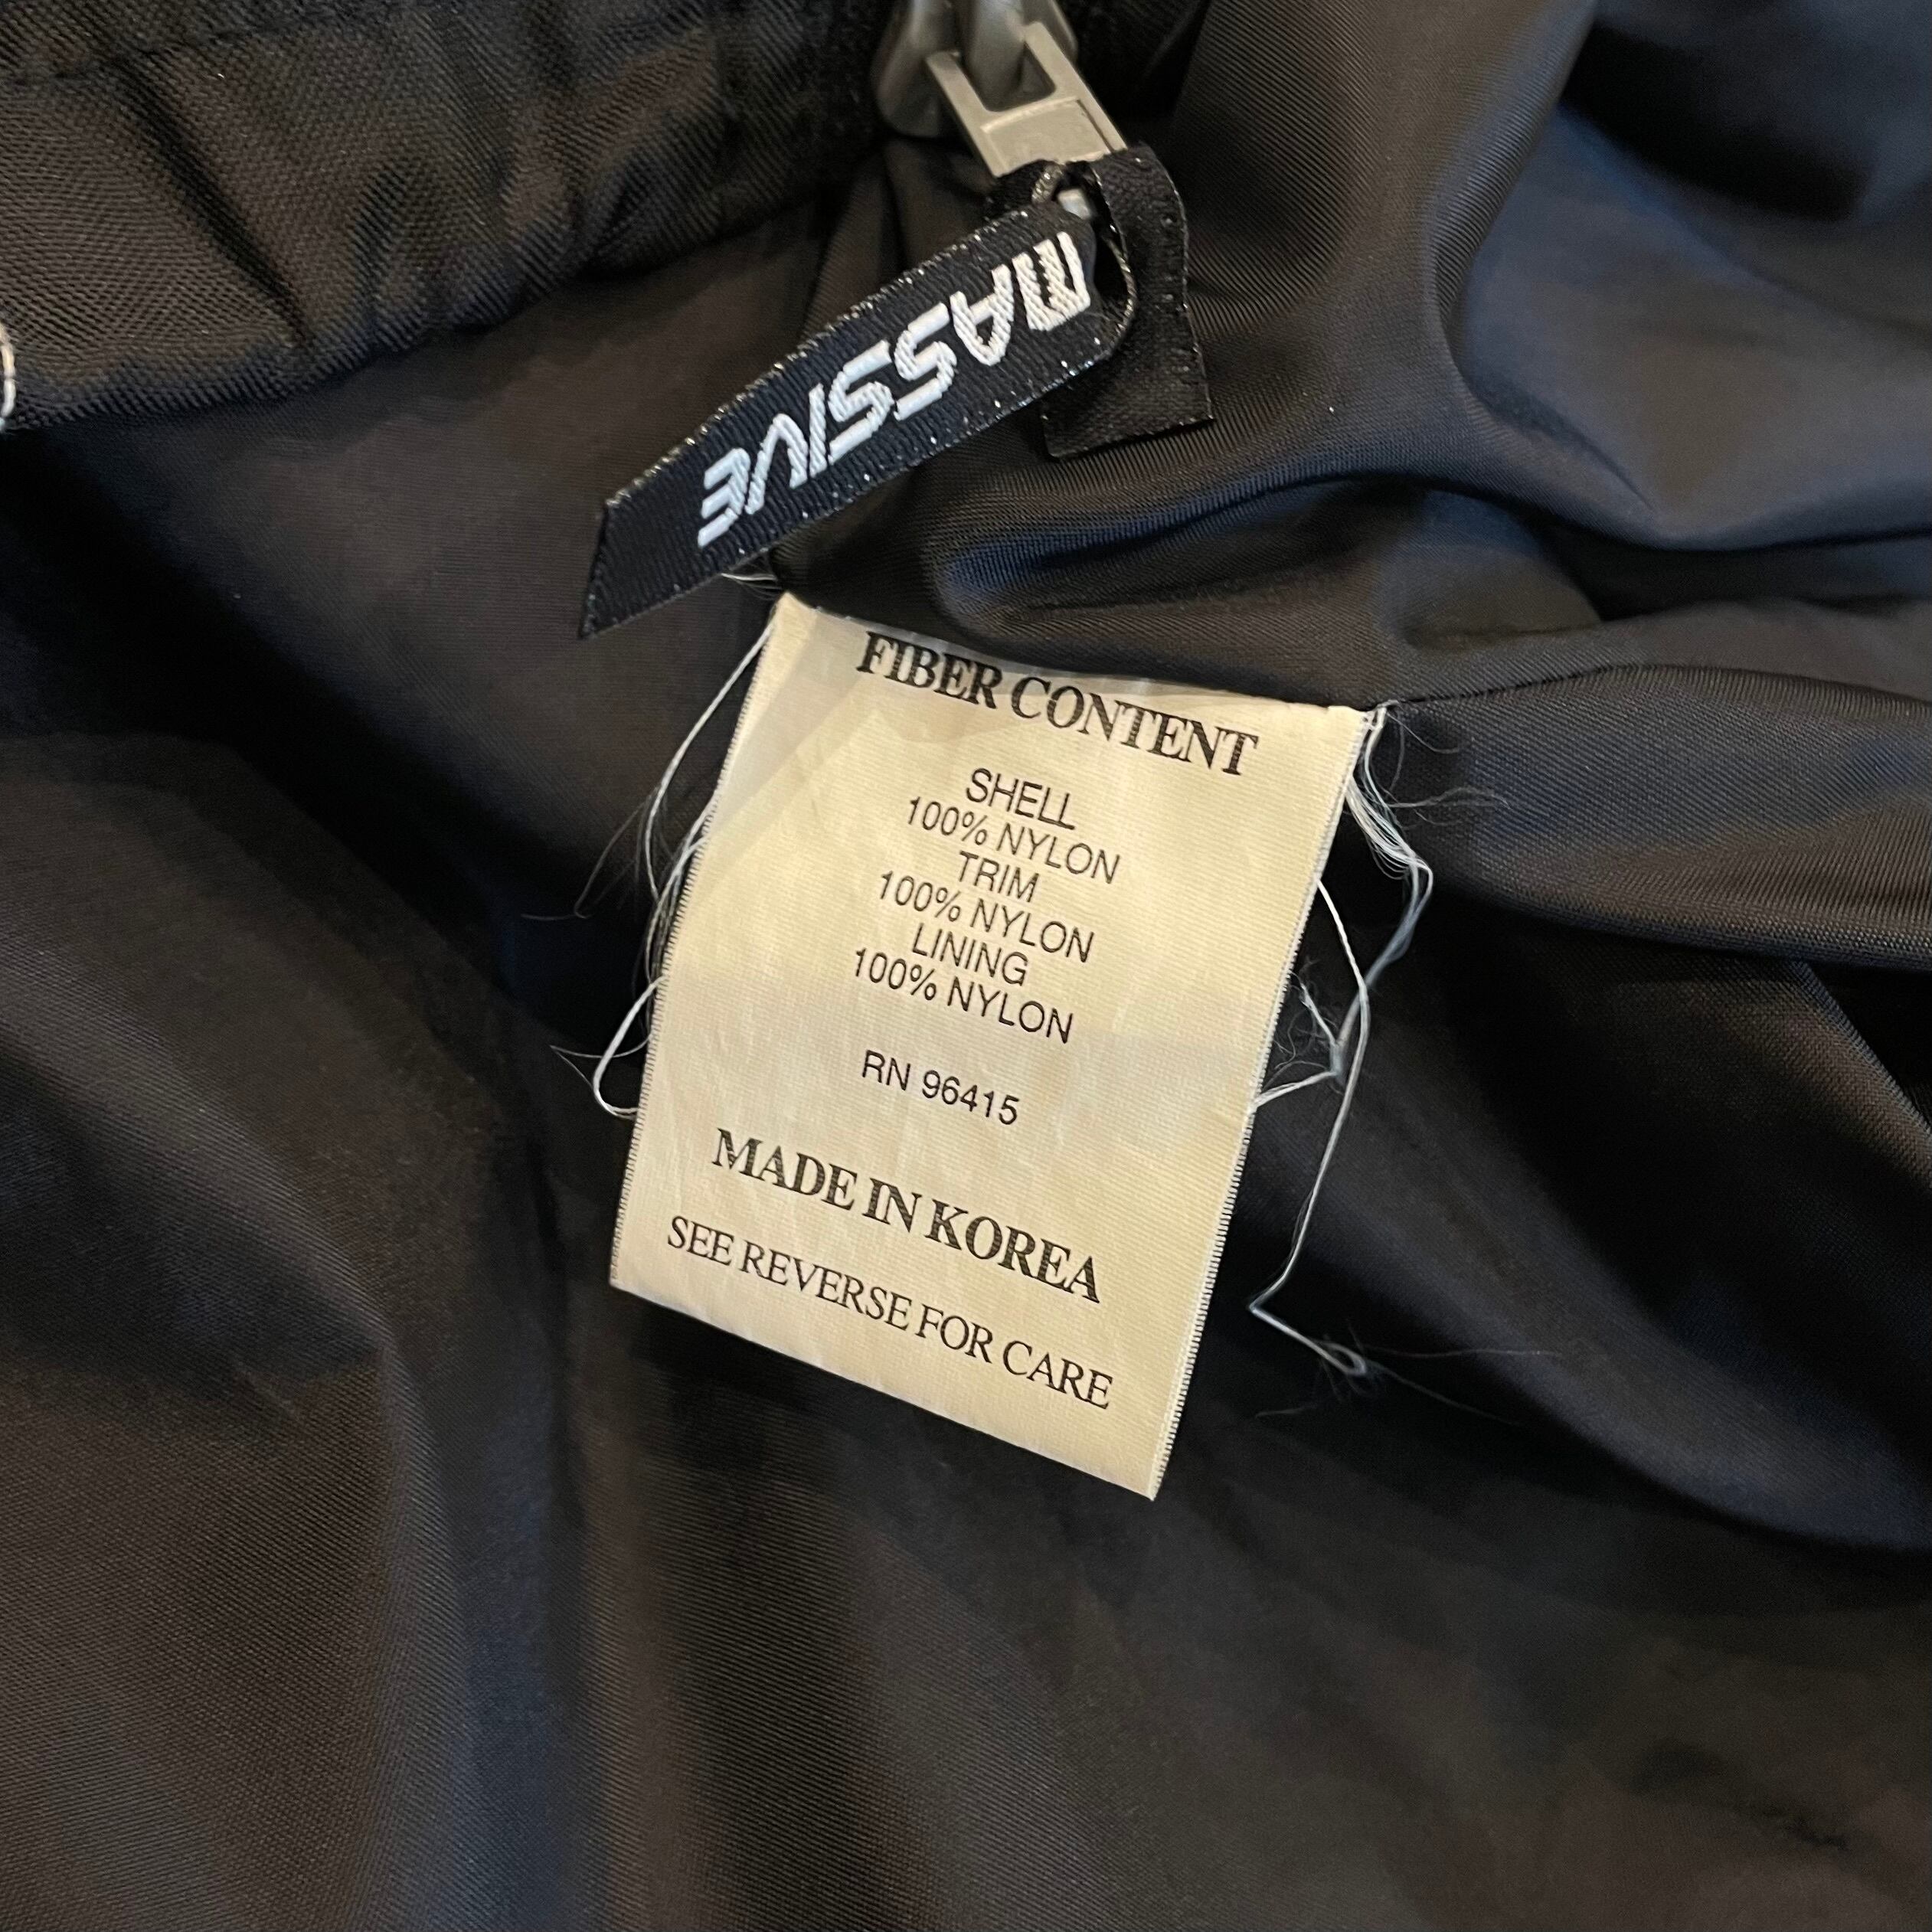 MASSIVE
FIBER CONTENT
SHELL
100% NYLON
TRIM
100% NYLON
LINING
100% NYLON
RN 96415
MADE IN KOREA
SEE REVERSE FOR CARE